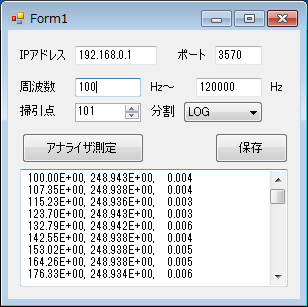 Form1
IPアドレス 192.168.0.1 ポート 3570
周波数 100 Hz～ 120000 Hz
掃引点 101 分割 LOG
アナライザ測定 保存
100.00E+00, 248.943E+00, 0.004
107.35E+00, 248.938E+00, 0.004
115.23E+00, 248.936E+00, 0.003
123.70E+00, 248.943E+00, 0.003
132.79E+00, 248.942E+00, 0.006
142.55E+00, 248.938E+00, 0.004
153.02E+00, 248.938E+00, 0.005
164.26E+00, 248.938E+00, 0.005
176.33E+00, 248.934E+00, 0.006